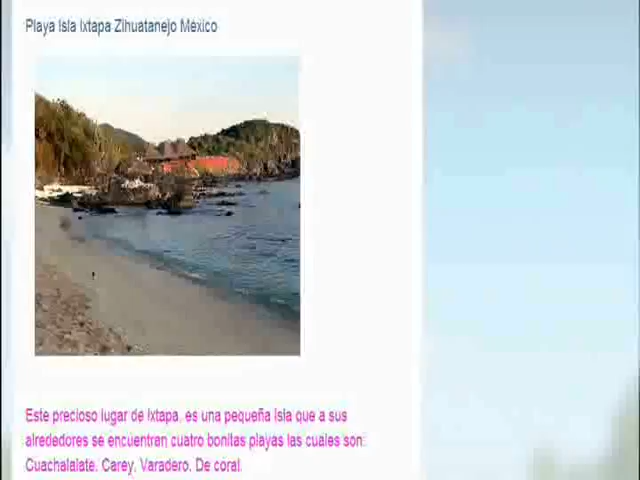 Playa Isla Ixtapa Zihuatanejo México
Este precioso lugar de Ixtapa, es una pequeña isla que a sus
alrededores se encuentran cuatro bonitas playas las cuales son:
Cuachalalate, Carey, Varadero, De coral.